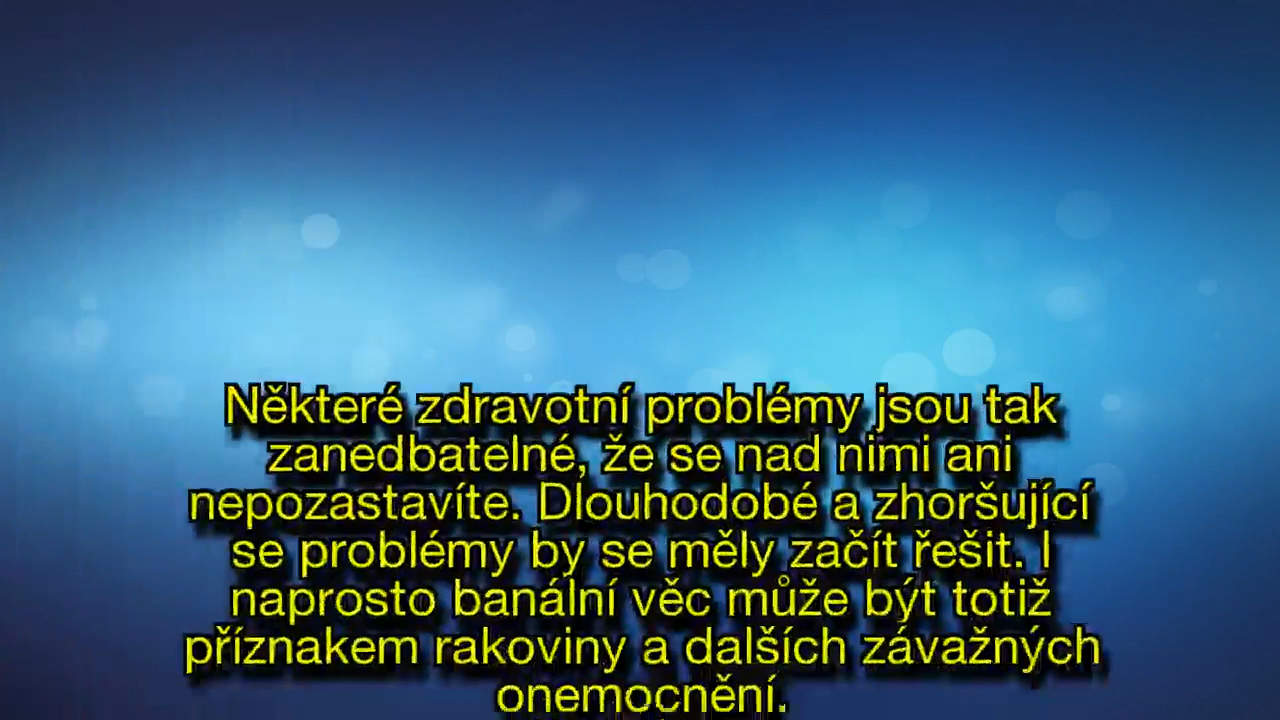 Některé zdravotní problémy jsou tak
zanedbatelné, že se nad nimi ani
nepozastavíte. Dlouhodobé a zhoršující
se problémy by se měly začít řešit. I
naprosto banální věc může být totiž
příznakem rakoviny a dalších závažných
onemocnění.